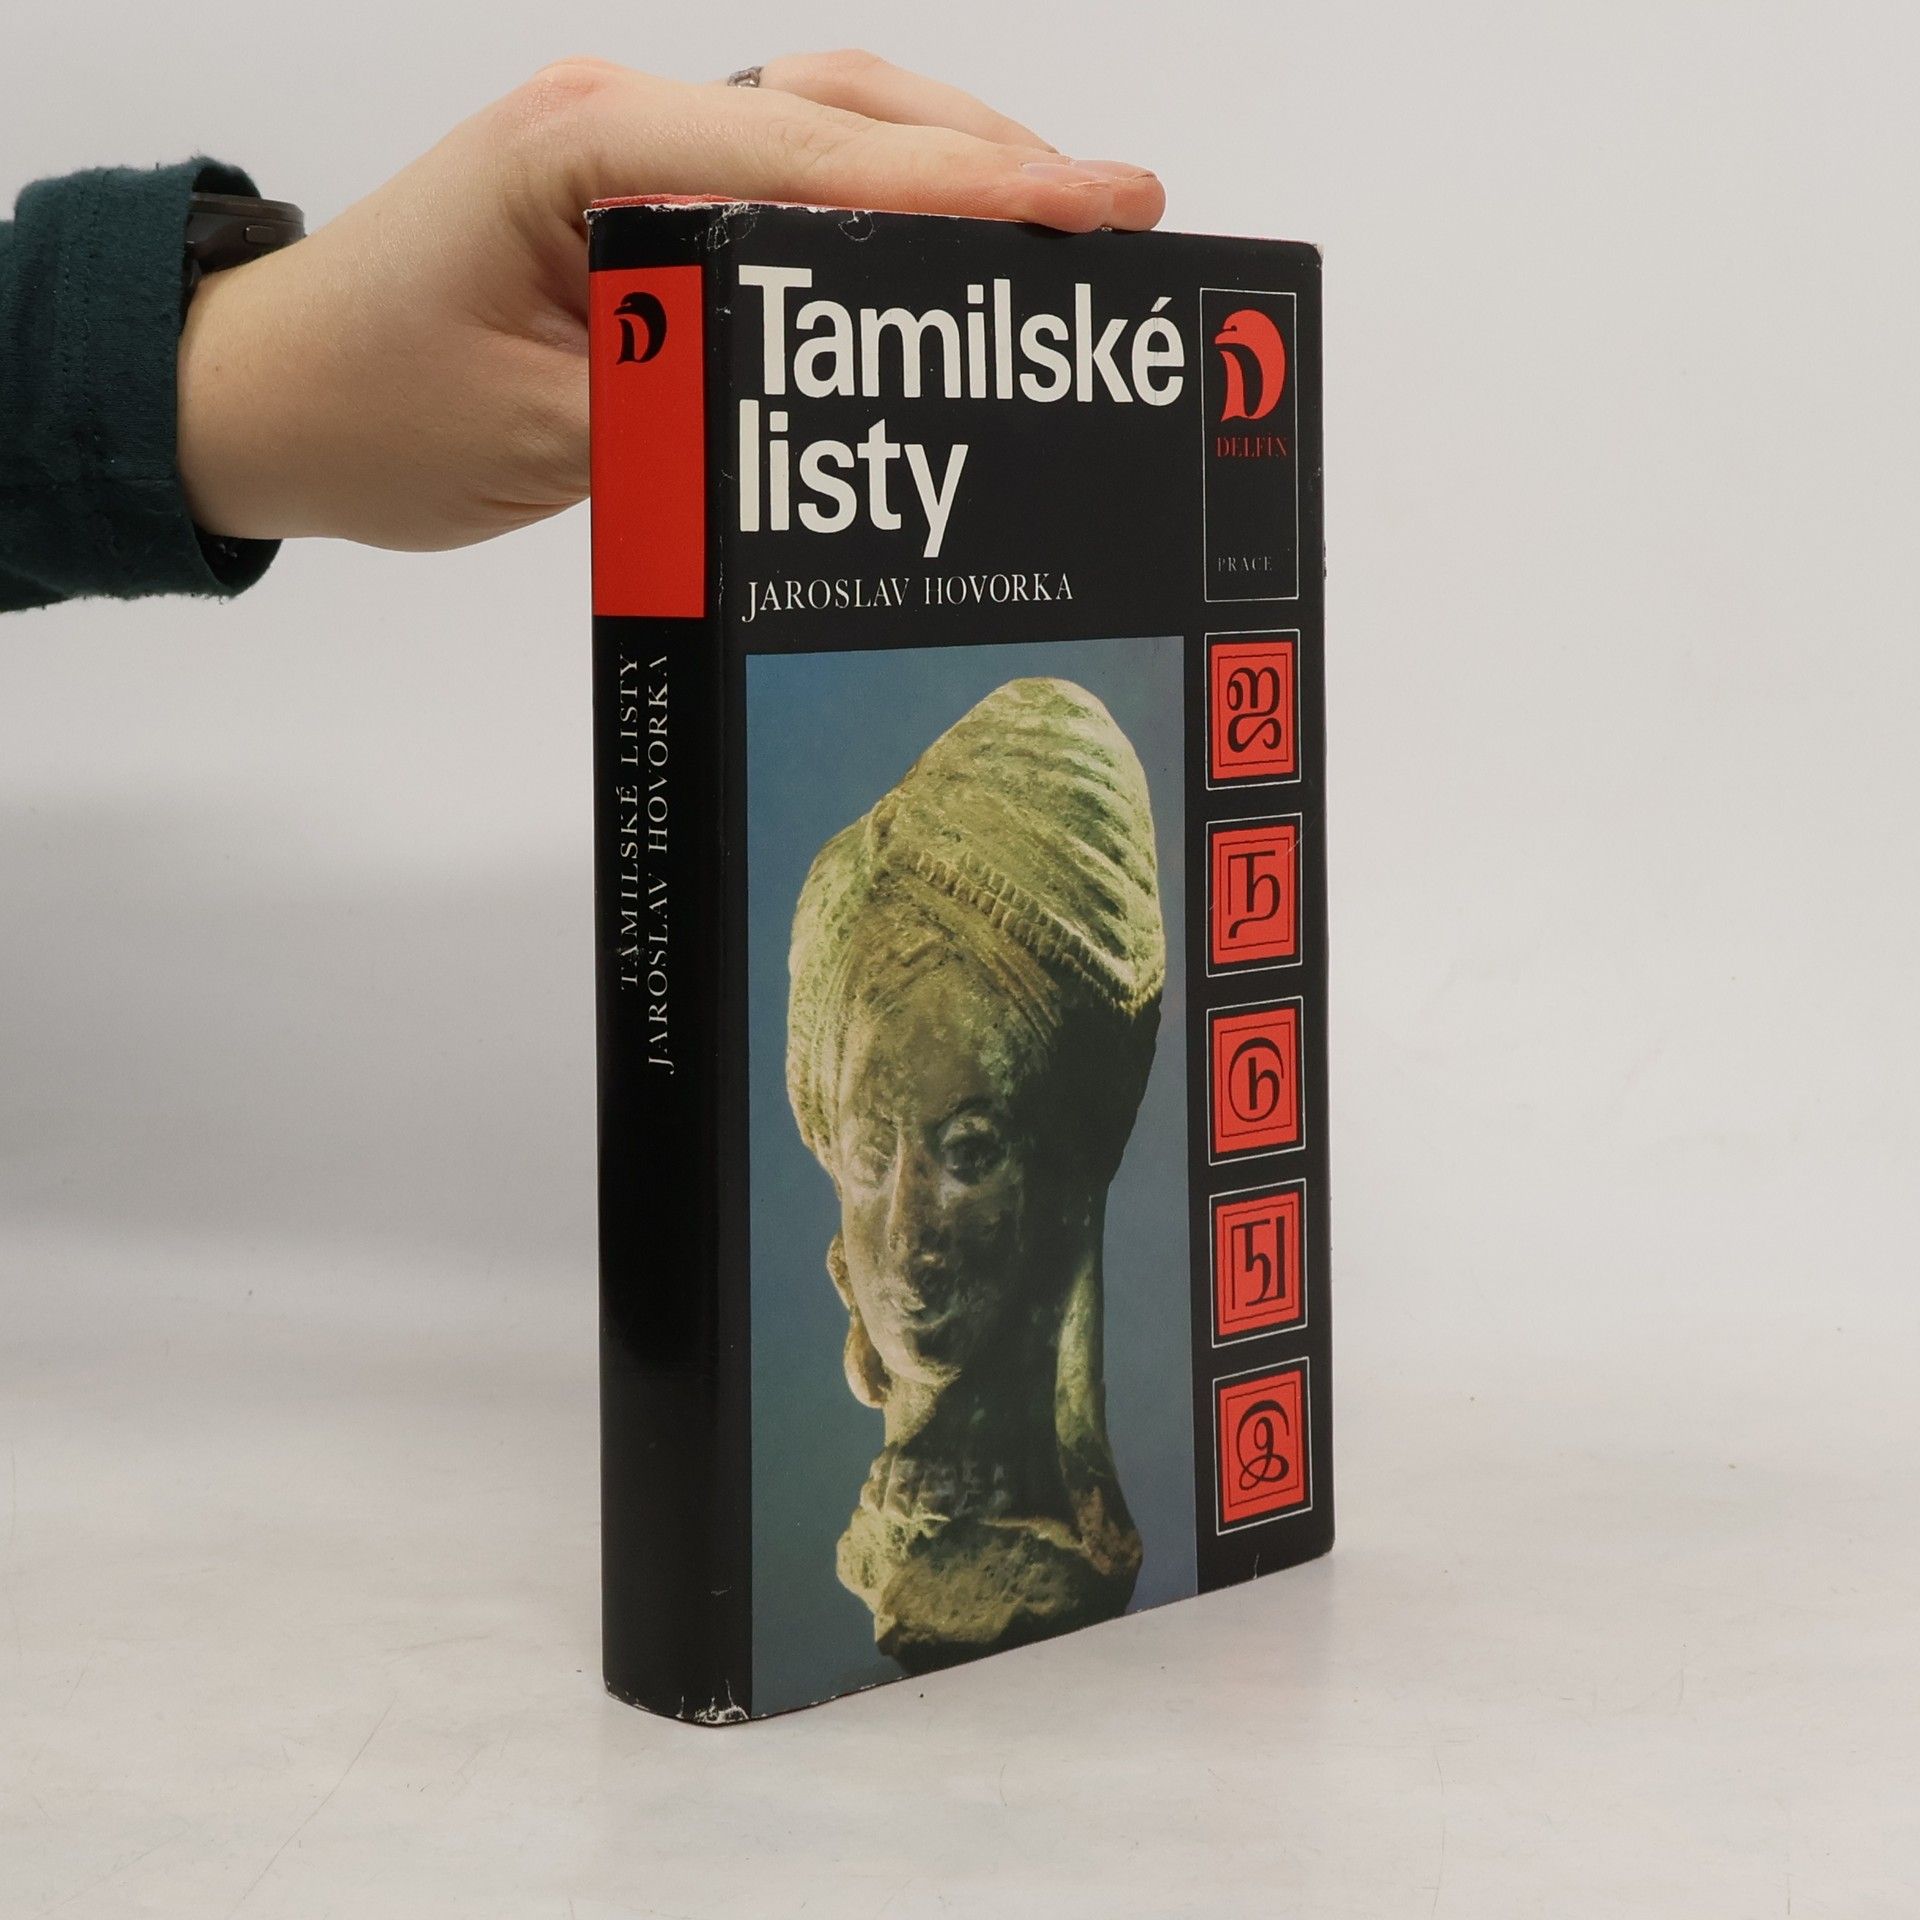 TAMILSKÉ LISTY
JAROSLAV HOVORKA
Tamilské
listy
JAROSLAV HOVORKA
DELFÍN
PRÁCE
ஐ
ந
டு